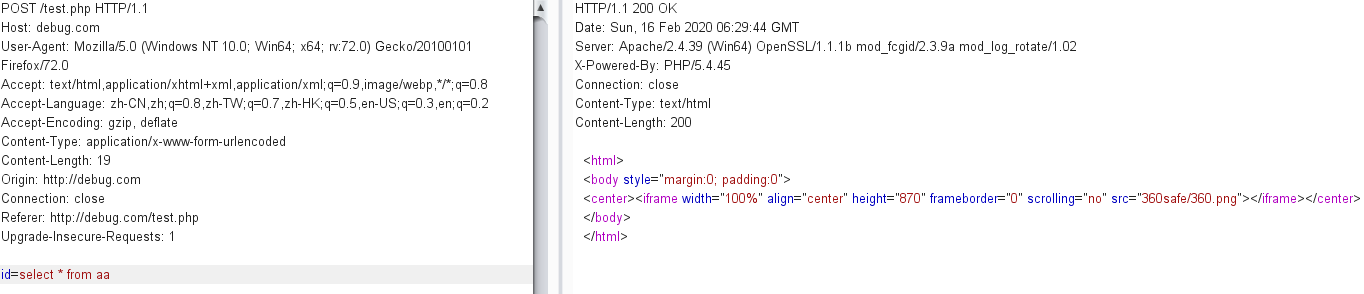 POST /test.php HTTP/1.1
Host: debug.com
User-Agent: Mozilla/5.0 (Windows NT 10.0; Win64; x64; rv:72.0) Gecko/20100101
Firefox/72.0
Accept: text/html,application/xhtml+xml,application/xml;q=0.9,image/webp,*/*;q=0.8
Accept-Language: zh-CN,zh;q=0.8,zh-TW;q=0.7,zh-HK;q=0.5,en-US;q=0.3,en;q=0.2
Accept-Encoding: gzip, deflate
Content-Type: application/x-www-form-urlencoded
Content-Length: 19
Origin: http://debug.com
Connection: close
Referer: http://debug.com/test.php
Upgrade-Insecure-Requests: 1
id=select * from aa
HTTP/1.1 200 OK
Date: Sun, 16 Feb 2020 06:29:44 GMT
Server: Apache/2.4.39 (Win64) OpenSSL/1.1.1b mod_fcgid/2.3.9a mod_log_rotate/1.02
X-Powered-By: PHP/5.4.45
Connection: close
Content-Type: text/html
Content-Length: 200
<html>
<body style="margin:0; padding:0">
<center><iframe width="100%" align="center" height="870" frameborder="0" scrolling="no" src="360safe/360.png"></iframe></center>
</body>
</html>